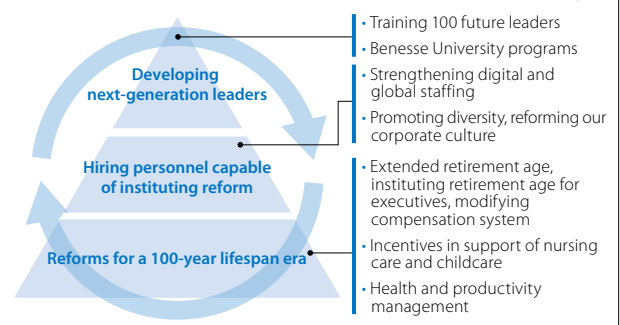 Developing
next-generation leaders
• Training 100 future leaders
• Benesse University programs
Hiring personnel capable
of instituting reform
• Strengthening digital and
global staffing
• Promoting diversity, reforming our
corporate culture
Reforms for a 100-year lifespan era
• Extended retirement age,
instituting retirement age for
executives, modifying
compensation system
• Incentives in support of nursing
care and childcare
• Health and productivity
management